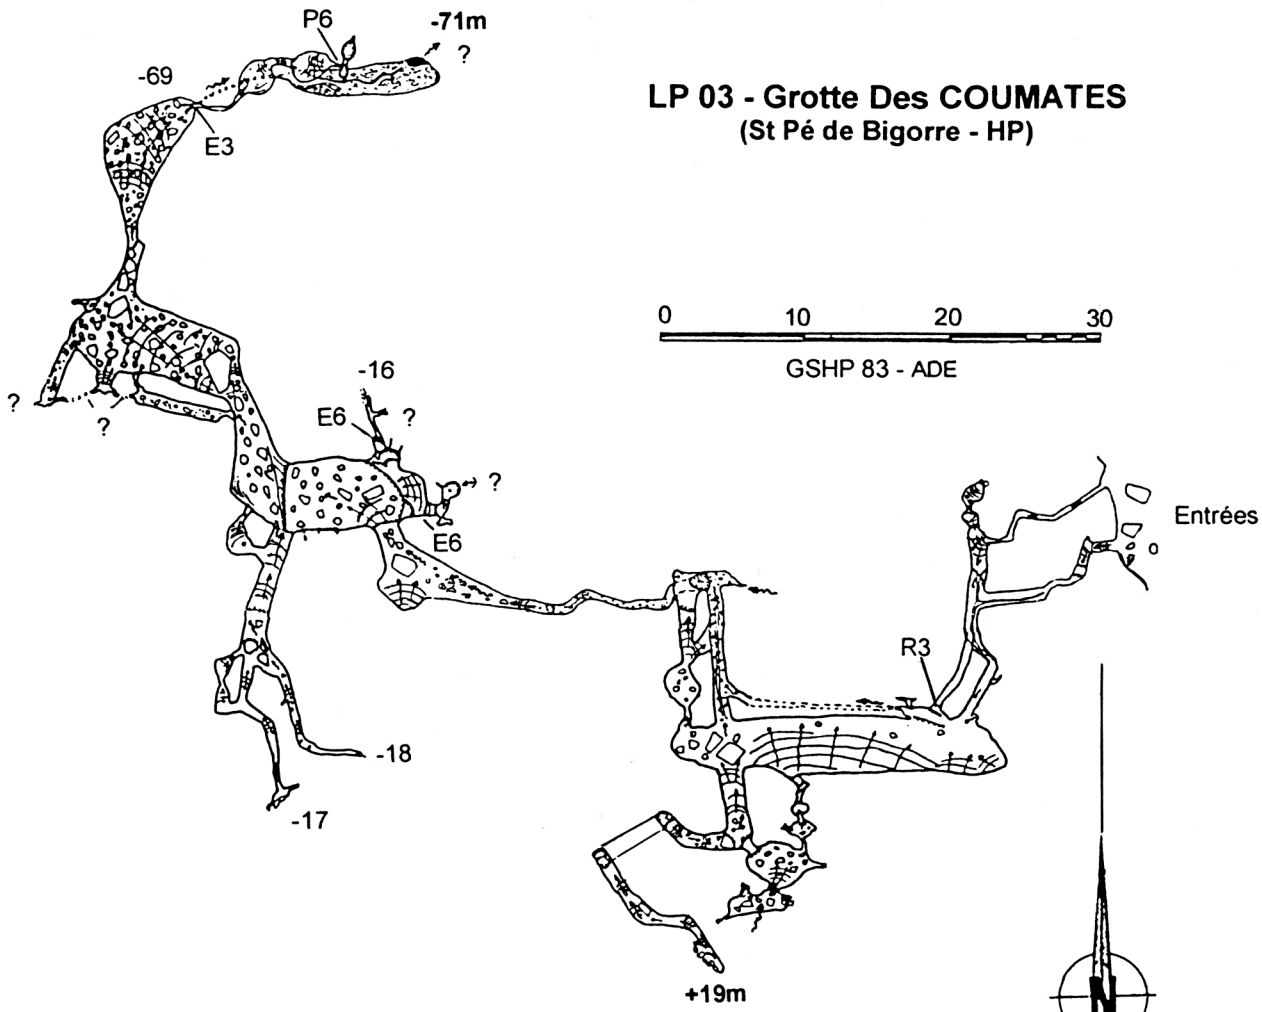 P6
-71m
?
-69
E3
LP 03 - Grotte Des COUMATES
(St Pé de Bigorre - HP)
0 10 20 30
GSHP 83 - ADE
-16
E6
?
?
?
?
E6
Entrées
R3
-18
-17
+19m
N